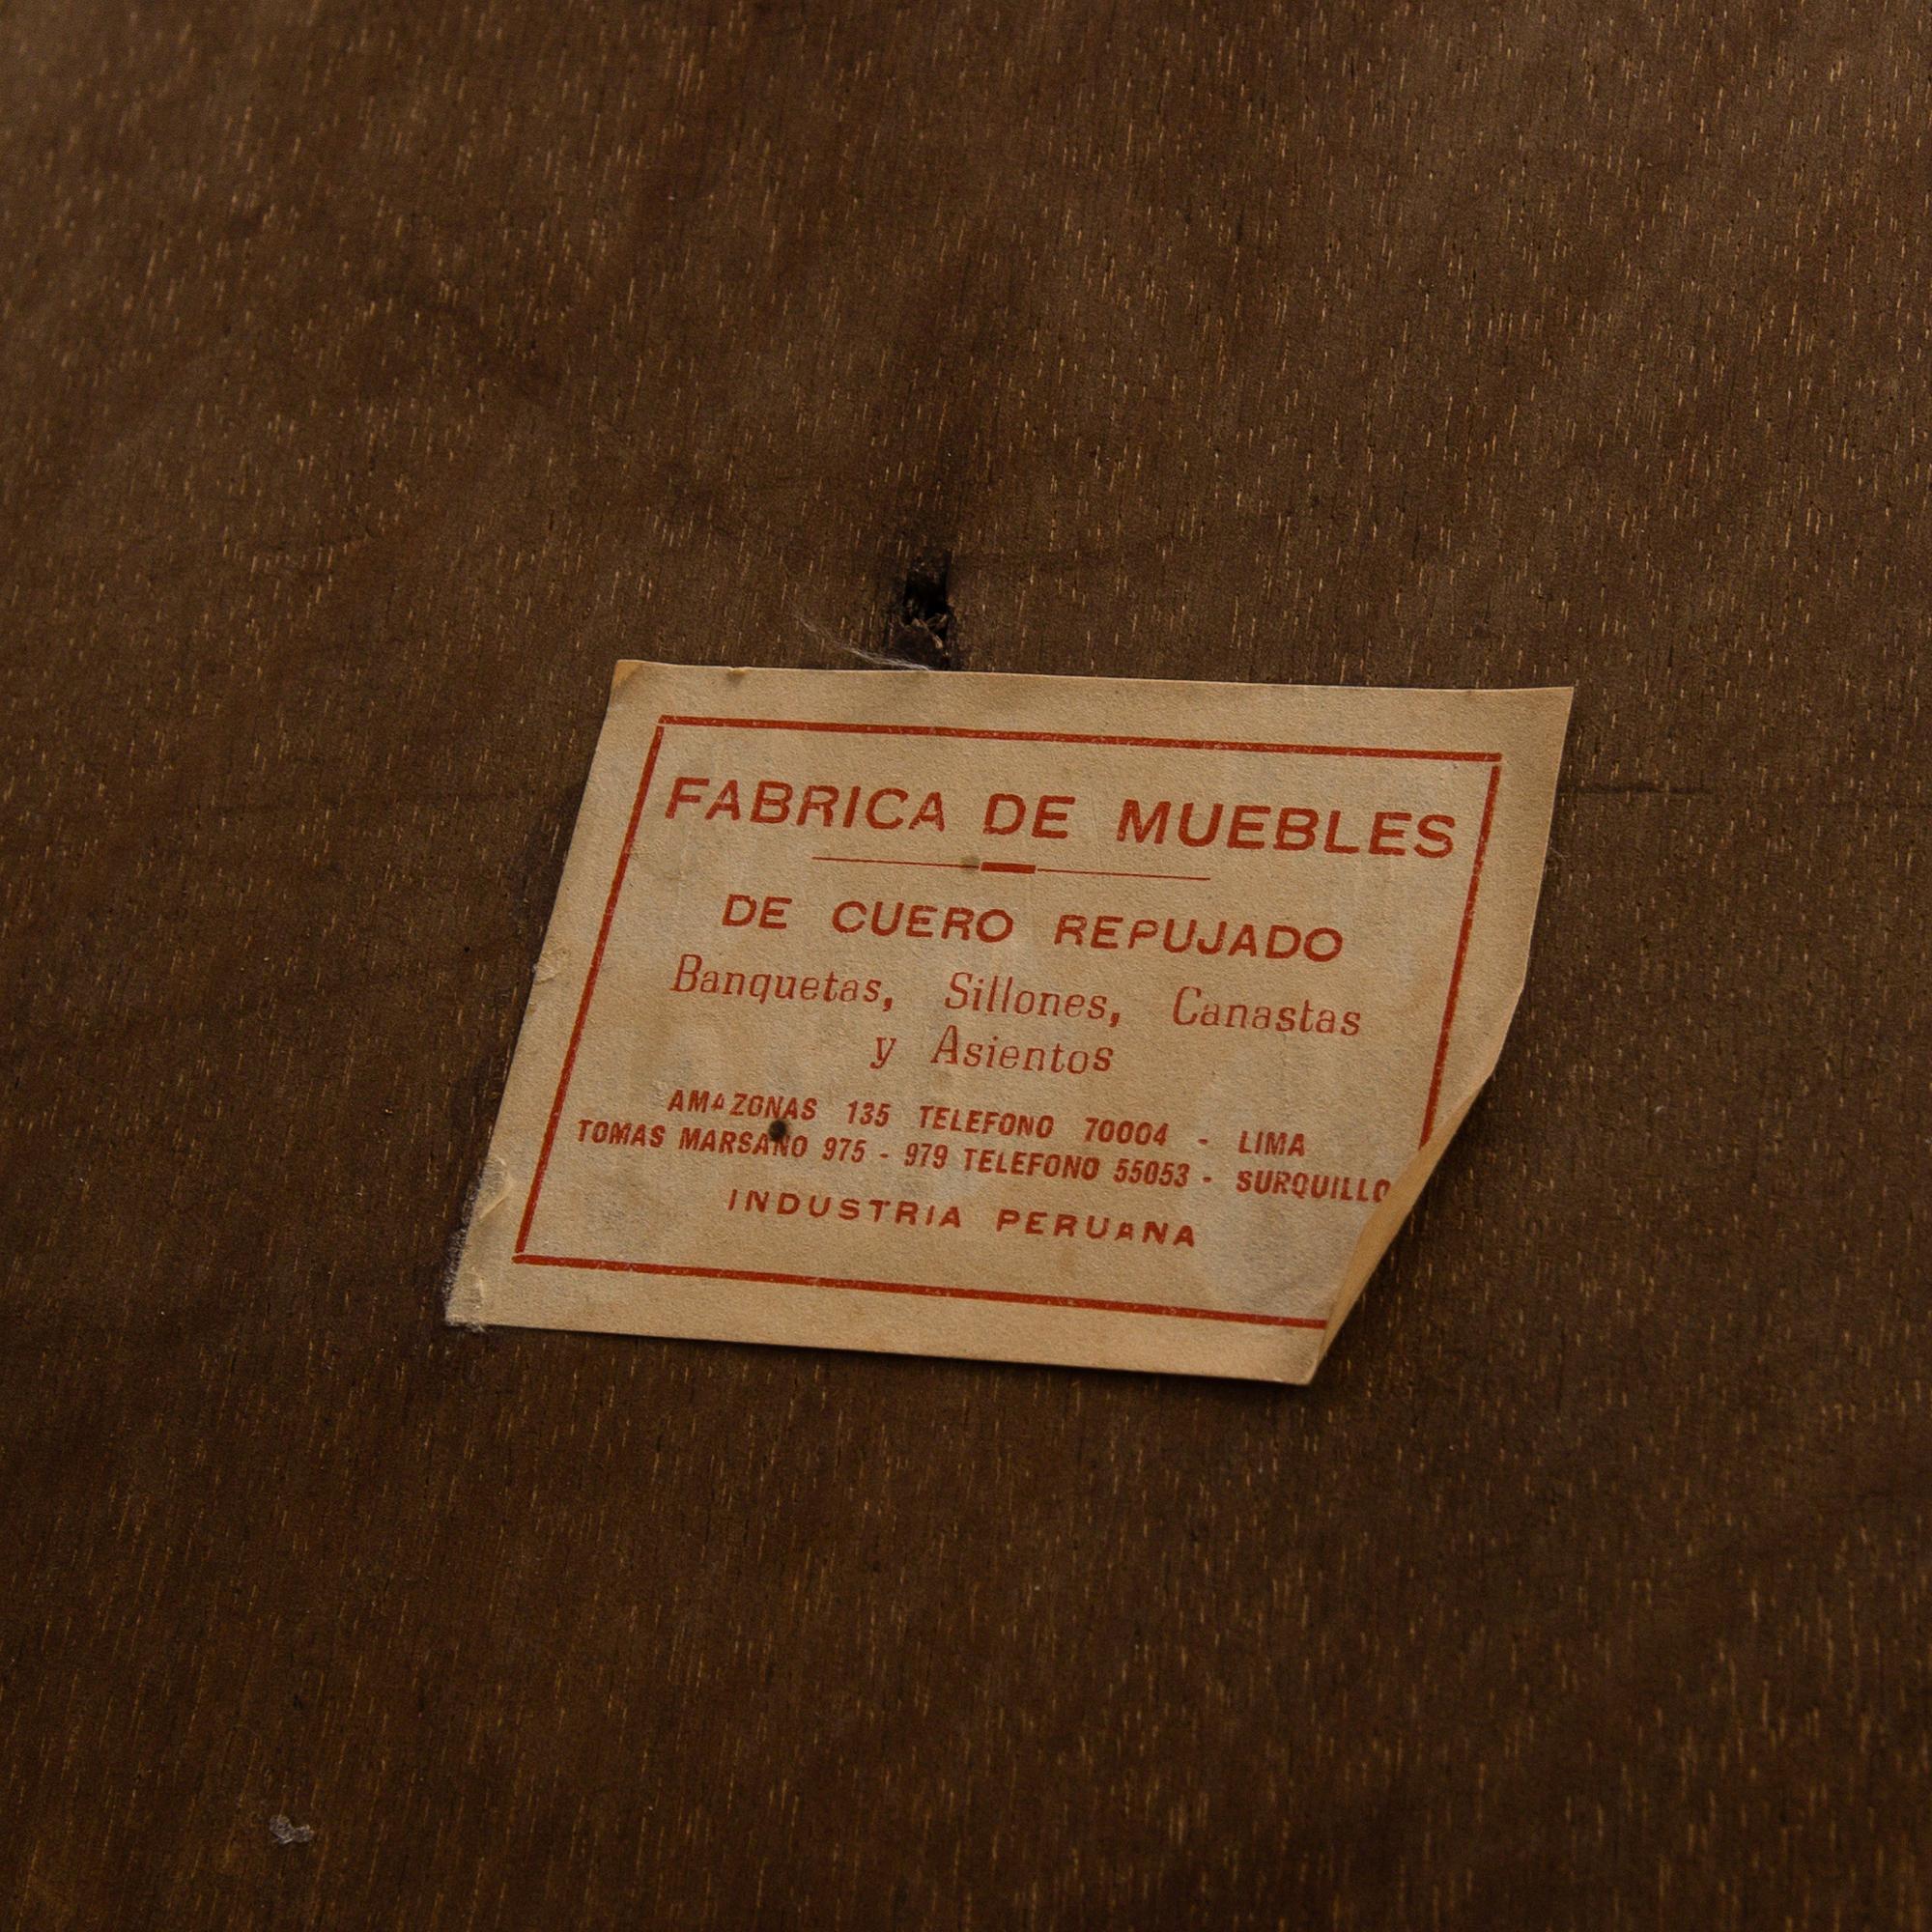 FABRICA DE MUEBLES
DE CUERO REPUJADO
Banquetas, Sillones, Canastas
y Asientos
AMAZONAS 135 TELEFONO 70004 - LIMA
TOMAS MARSANO 975 - 979 TELEFONO 55053 - SURQUILLO
INDUSTRIA PERUANA